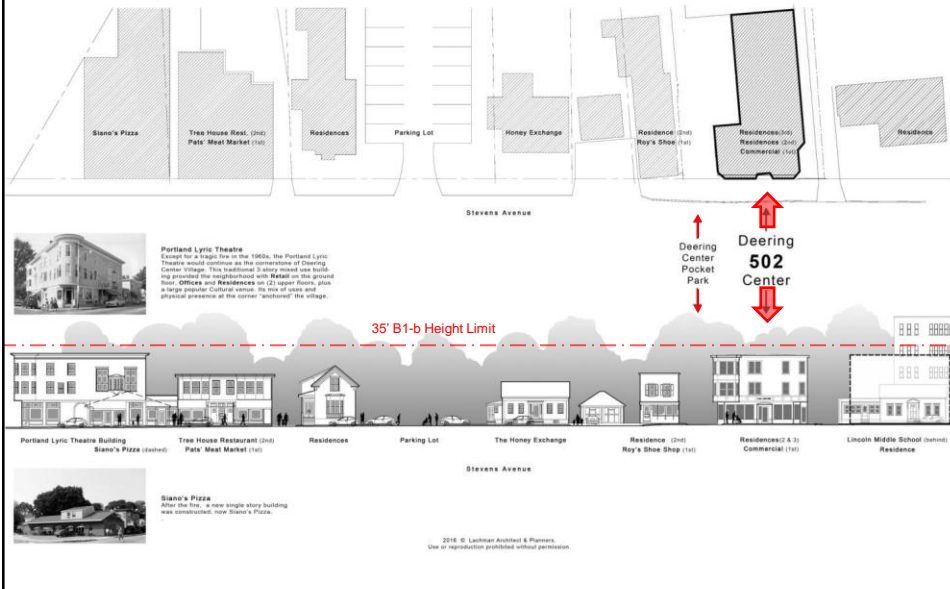 Siano's Pizza
Tree House Rest. (2nd)
Pats' Meat Market (1st)
Residences
Parking Lot
Honey Exchange
Residence (2nd)
Roy's Shoe (1st)
Residences(3rd)
Residences (2nd)
Commercial (1st)
Residence
Stevens Avenue
Portland Lyric Theatre
Except for a tragic fire in the 1960s, the Portland Lyric
Theatre would continue as the cornerstone of Deering
Center Village. This traditional 3-story mixed use build-
ing provided the neighborhood with Retail on the ground
floor, Offices and Residences on (2) upper floors, plus
a large popular Cultural venue. Its mix of uses and
physical presence at the corner "anchored" the village.
Deering
Center
Pocket
Park
Deering
502
Center
35' B1-b Height Limit
Portland Lyric Theatre Building
Siano's Pizza (dashed)
Tree House Restaurant (2nd)
Pats' Meat Market (1st)
Residences
Parking Lot
The Honey Exchange
Residence (2nd)
Roy's Shoe Shop (1st)
Residences(2 & 3)
Commercial (1st)
Lincoln Middle School (behind)
Residence
Stevens Avenue
Siano's Pizza
After the fire, a new single story building
was constructed, now Siano's Pizza.
2016 © Lachman Architect & Planners.
Use or reproduction prohibited without permission.